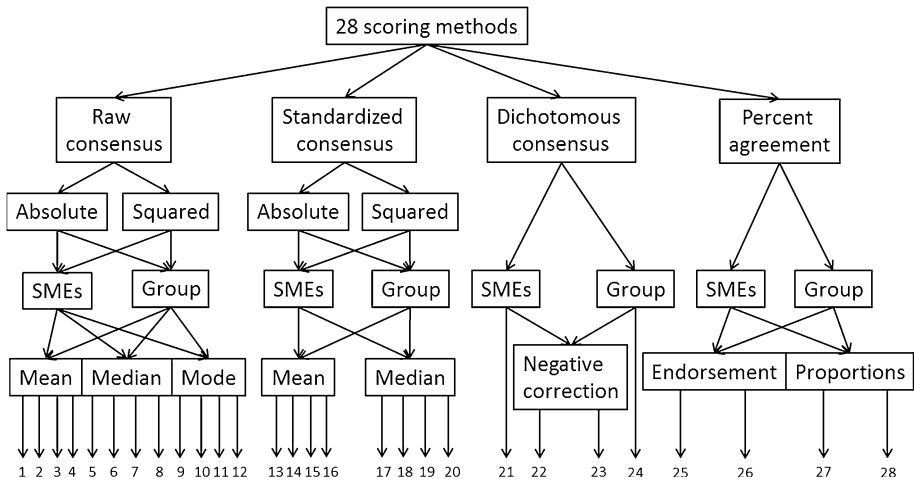 28 scoring methods
Raw
consensus
Standardized
consensus
Dichotomous
consensus
Percent
agreement
Absolute
Squared
Absolute
Squared
SMEs
Group
SMEs
Group
SMEs
Group
SMEs
Group
Mean
Median
Mode
Mean
Median
Negative
correction
Endorsement
Proportions
1 2 3 4 5 6 7 8 9 10 11 12 13 14 15 16 17 18 19 20 21 22 23 24 25 26 27 28